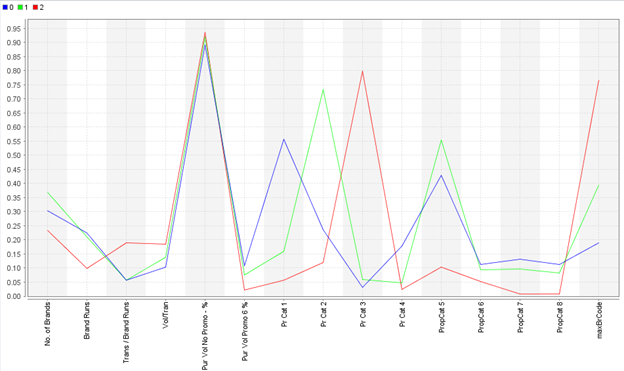 0 1 2
0.95
0.90
0.85
0.80
0.75
0.70
0.65
0.60
0.55
0.50
0.45
0.40
0.35
0.30
0.25
0.20
0.15
0.10
0.05
0.00
No. of Brands
Brand Runs
Trans / Brand Runs
Vol/Tran
Pur Vol No Promo - %
Pur Vol Promo 6 %
Pr Cat 1
Pr Cat 2
Pr Cat 3
Pr Cat 4
PropCat 5
PropCat 6
PropCat 7
PropCat 8
maxBrCode